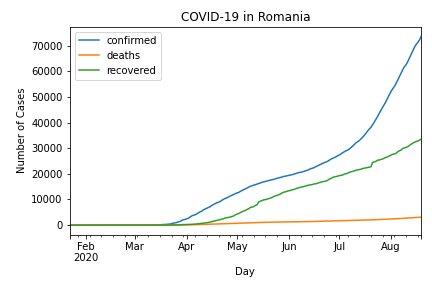 COVID-19 in Romania
confirmed
deaths
recovered
Number of Cases
70000
60000
50000
40000
30000
20000
10000
0
Feb Mar Apr May Jun Jul Aug
2020
Day